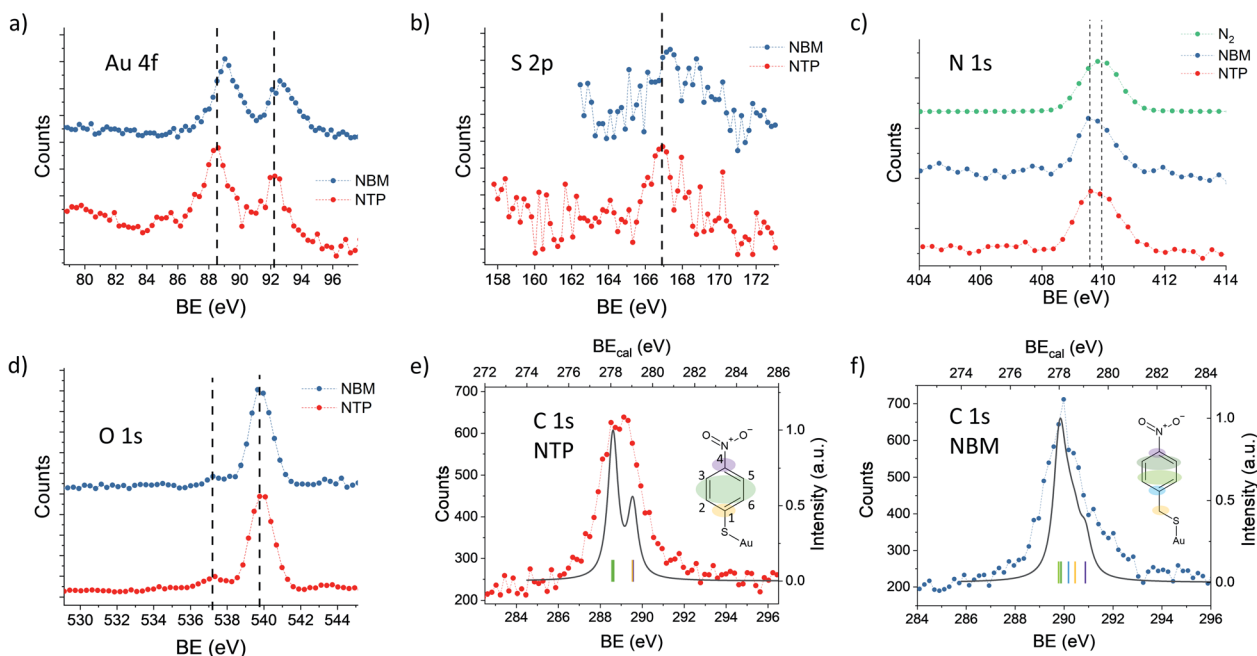 a)
Au 4f
Counts
NBM
NTP
80 82 84 86 88 90 92 94 96
BE (eV)
b)
S 2p
Counts
NBM
NTP
158 160 162 164 166 168 170 172
BE (eV)
c)
N 1s
Counts
N2
NBM
NTP
404 406 408 410 412 414
BE (eV)
d)
O 1s
Counts
NBM
NTP
530 532 534 536 538 540 542 544
BE (eV)
e)
BEcal (eV)
272 274 276 278 280 282 284 286
C 1s
NTP
Counts
700
600
500
400
300
200
1.0
0.5
0.0
Intensity (a.u.)
O N+ O−
4
3 5
2 6
1
S
Au
284 286 288 290 292 294 296
BE (eV)
f)
BEcal (eV)
274 276 278 280 282 284
C 1s
NBM
Counts
700
600
500
400
300
200
1.0
0.5
0.0
Intensity (a.u.)
O N+ O−
S
Au
284 286 288 290 292 294 296
BE (eV)